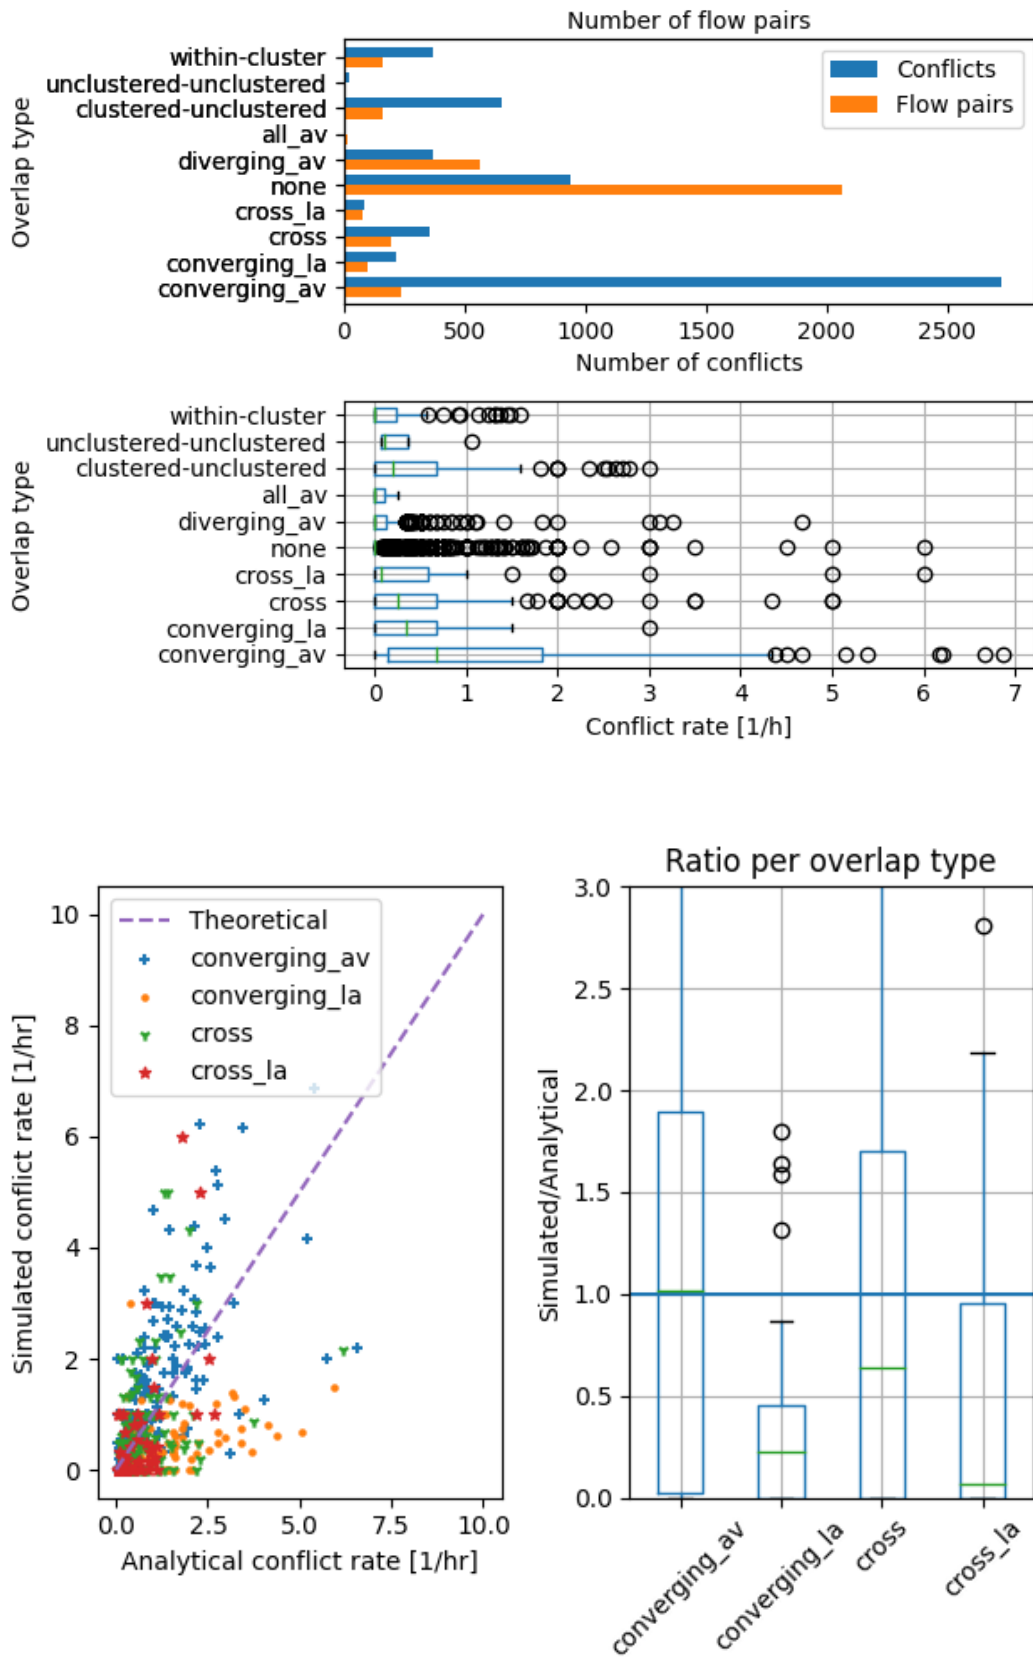 Number of flow pairs
Overlap type
within-cluster
unclustered-unclustered
clustered-unclustered
all_av
diverging_av
none
cross_la
cross
converging_la
converging_av
Conflicts
Flow pairs
0 500 1000 1500 2000 2500
Number of conflicts
Overlap type
within-cluster
unclustered-unclustered
clustered-unclustered
all_av
diverging_av
none
cross_la
cross
converging_la
converging_av
0 1 2 3 4 5 6 7
Conflict rate [1/h]
Simulated conflict rate [1/hr]
10
8
6
4
2
0
Theoretical
converging_av
converging_la
cross
cross_la
0.0 2.5 5.0 7.5 10.0
Analytical conflict rate [1/hr]
Ratio per overlap type
Simulated/Analytical
3.0
2.5
2.0
1.5
1.0
0.5
0.0
converging_av
converging_la
cross
cross_la